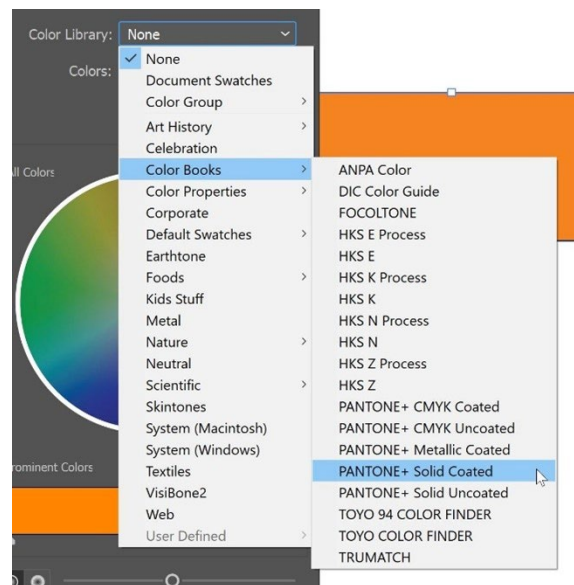 Color Library: None
Colors:
None
Document Swatches
Color Group
Art History
Celebration
Color Books
Color Properties
Corporate
Default Swatches
Earthtone
Foods
Kids Stuff
Metal
Nature
Neutral
Scientific
Skintones
System (Macintosh)
System (Windows)
Textiles
VisiBone2
Web
User Defined
ANPA Color
DIC Color Guide
FOCOLTONE
HKS E Process
HKS E
HKS K Process
HKS K
HKS N Process
HKS N
HKS Z Process
HKS Z
PANTONE+ CMYK Coated
PANTONE+ CMYK Uncoated
PANTONE+ Metallic Coated
PANTONE+ Solid Coated
PANTONE+ Solid Uncoated
TOYO 94 COLOR FINDER
TOYO COLOR FINDER
TRUMATCH
ll Colors
rominent Colors